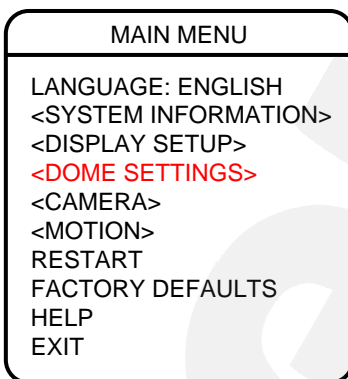 MAIN MENU
LANGUAGE: ENGLISH
<SYSTEM INFORMATION>
<DISPLAY SETUP>
<DOME SETTINGS>
<CAMERA>
<MOTION>
RESTART
FACTORY DEFAULTS
HELP
EXIT